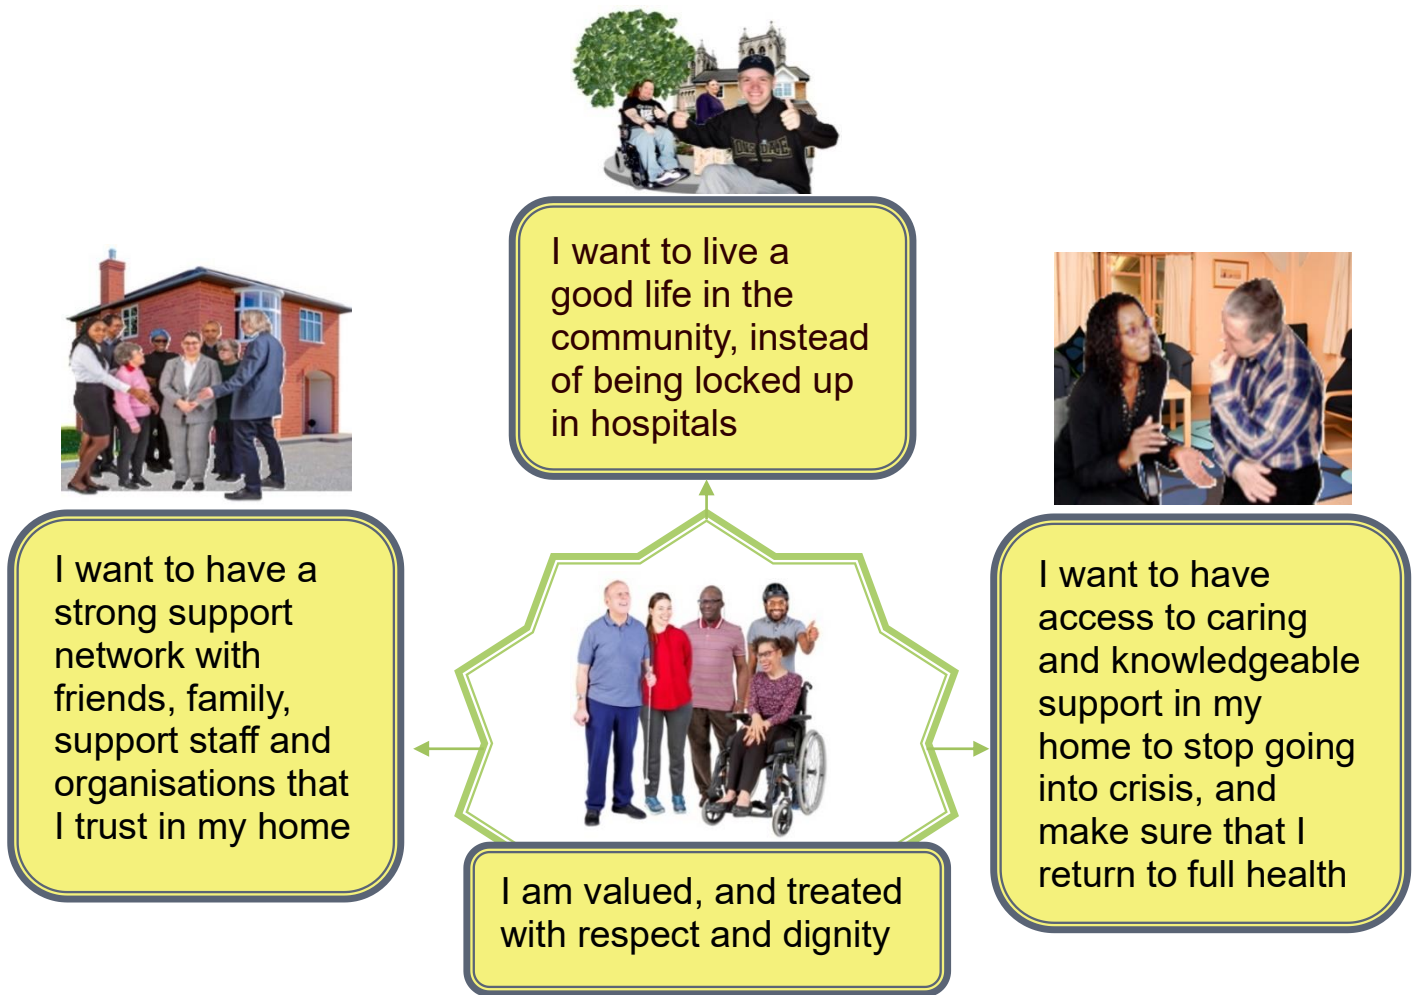 I want to live a
good life in the
community, instead
of being locked up
in hospitals
I want to have a
strong support
network with
friends, family,
support staff and
organisations that
I trust in my home
I want to have
access to caring
and knowledgeable
support in my
home to stop going
into crisis, and
make sure that I
return to full health
I am valued, and treated
with respect and dignity